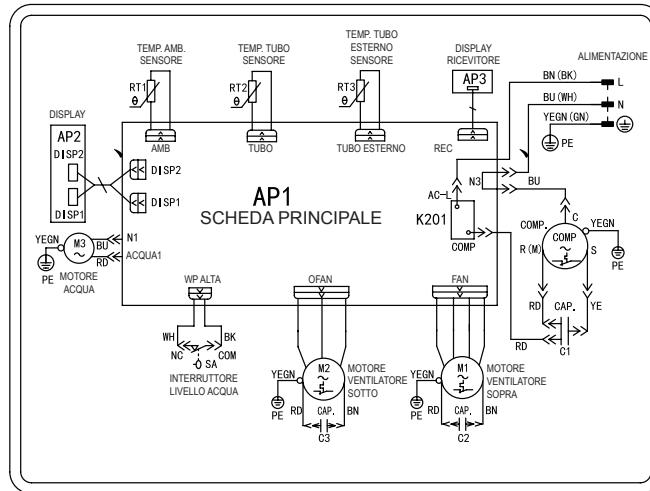 TEMP. AMB.
SENSORE
TEMP. TUBO
SENSORE
TEMP. TUBO
ESTERNO
SENSORE
DISPLAY
RICEVITORE
ALIMENTAZIONE
RT1
θ
RT2
θ
RT3
θ
AP3
BN(BK)
L
BU(WH)
N
YEGN(GN)
PE
DISPLAY
AP2
DISP2
DISP1
AMB
TUBO
TUBO ESTERNO
REC
DISP2
DISP1
AP1
SCHEDA PRINCIPALE
AC-L
N3
BU
K201
COMP
C
COMP.
COMP
YEGN
R(M)
S
PE
YEGN
M3
BU
N1
RD
ACQUA1
PE
MOTORE
ACQUA
WP ALTA
OFAN
FAN
RD
CAP.
YE
C1
RD
WH
BK
NC
COM
SA
INTERRUTTORE
LIVELLO ACQUA
YEGN
M2
MOTORE
VENTILATORE
SOTTO
PE
RD
CAP.
BN
C3
YEGN
M1
MOTORE
VENTILATORE
SOPRA
PE
RD
CAP.
BN
C2